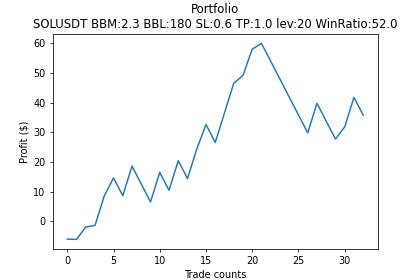 Portfolio
SOLUSDT BBM:2.3 BBL:180 SL:0.6 TP:1.0 lev:20 WinRatio:52.0
60
50
40
30
20
10
0
Profit ($)
0 5 10 15 20 25 30
Trade counts